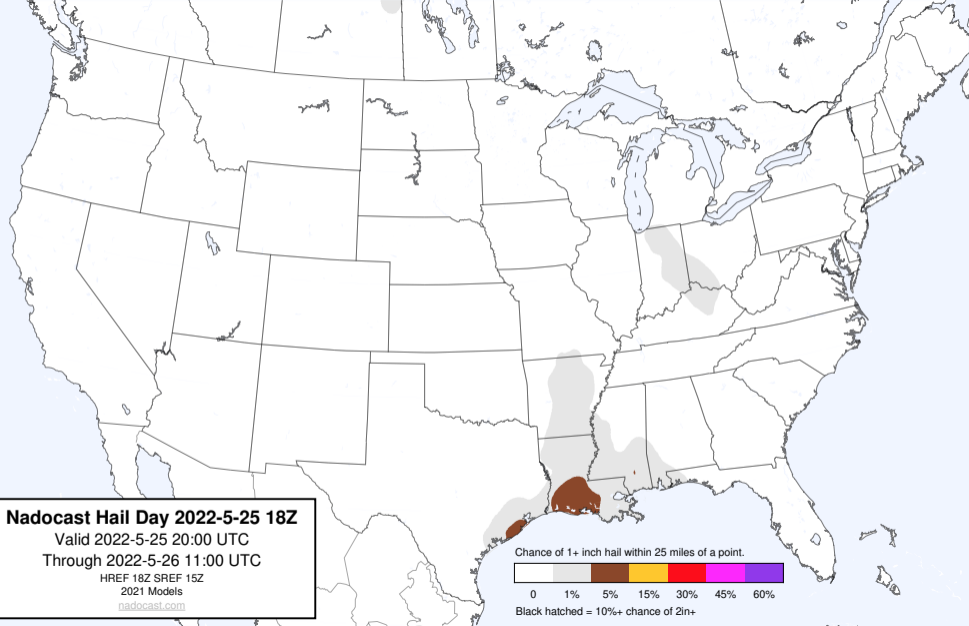 Nadocast Hail Day 2022-5-25 18Z
Valid 2022-5-25 20:00 UTC
Through 2022-5-26 11:00 UTC
HREF 18Z SREF 15Z
2021 Models
nadocast.com
Chance of 1+ inch hail within 25 miles of a point.
0 1% 5% 15% 30% 45% 60%
Black hatched = 10%+ chance of 2in+